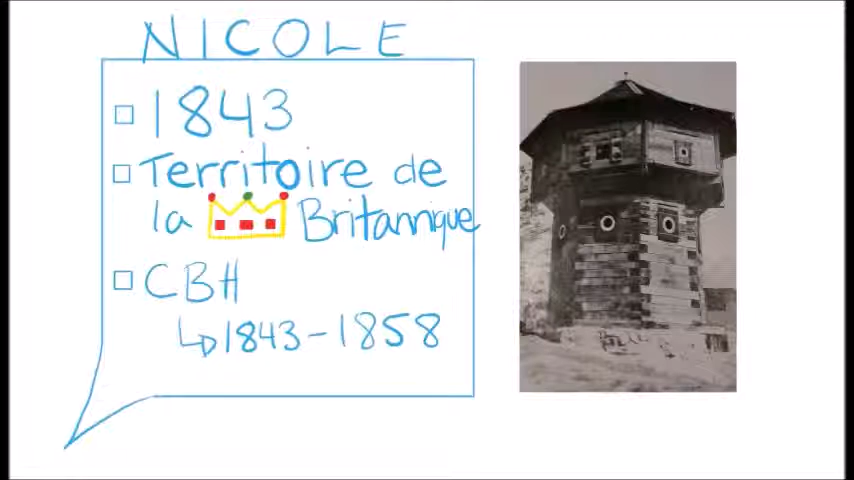 NICOLE
1843
Territoire de
la Britannique
CBH
1843-1858